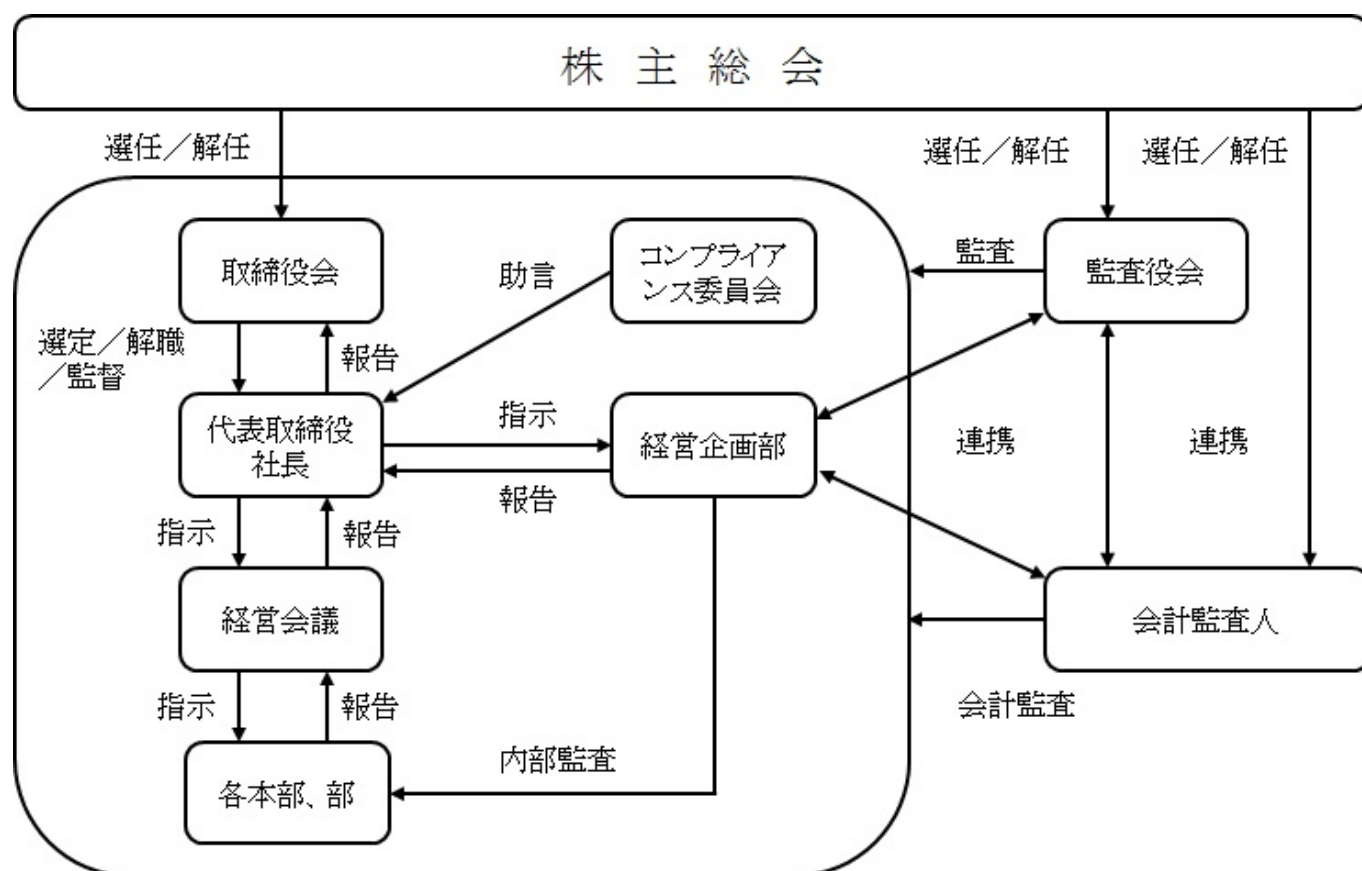 株主総会
選任／解任
選任／解任
選任／解任
取締役会
助言
コンプライア
ンス委員会
監査
監査役会
選定／解職
／監督
報告
代表取締役
社長
指示
経営企画部
連携
連携
報告
指示
報告
経営会議
会計監査人
指示
報告
会計監査
内部監査
各本部、部